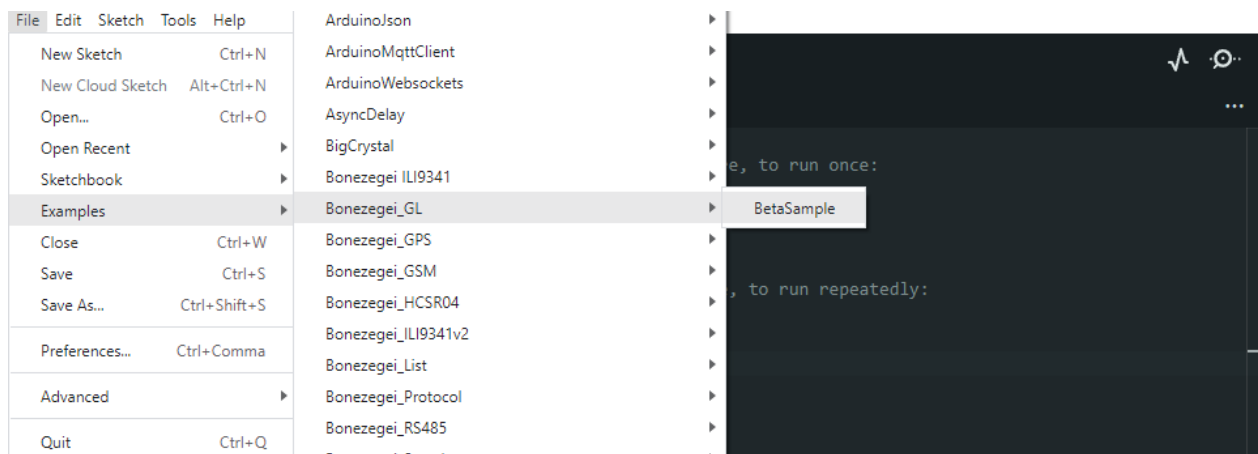 File Edit Sketch Tools Help
New Sketch Ctrl+N
New Cloud Sketch Alt+Ctrl+N
Open... Ctrl+O
Open Recent
Sketchbook
Examples
Close Ctrl+W
Save Ctrl+S
Save As... Ctrl+Shift+S
Preferences... Ctrl+Comma
Advanced
Quit Ctrl+Q
ArduinoJson
ArduinoMqttClient
ArduinoWebsockets
AsyncDelay
BigCrystal
Bonezegei ILI9341
Bonezegei_GL
Bonezegei_GPS
Bonezegei_GSM
Bonezegei_HCSR04
Bonezegei_ILI9341v2
Bonezegei_List
Bonezegei_Protocol
Bonezegei_RS485
BetaSample
e, to run once:
, to run repeatedly: